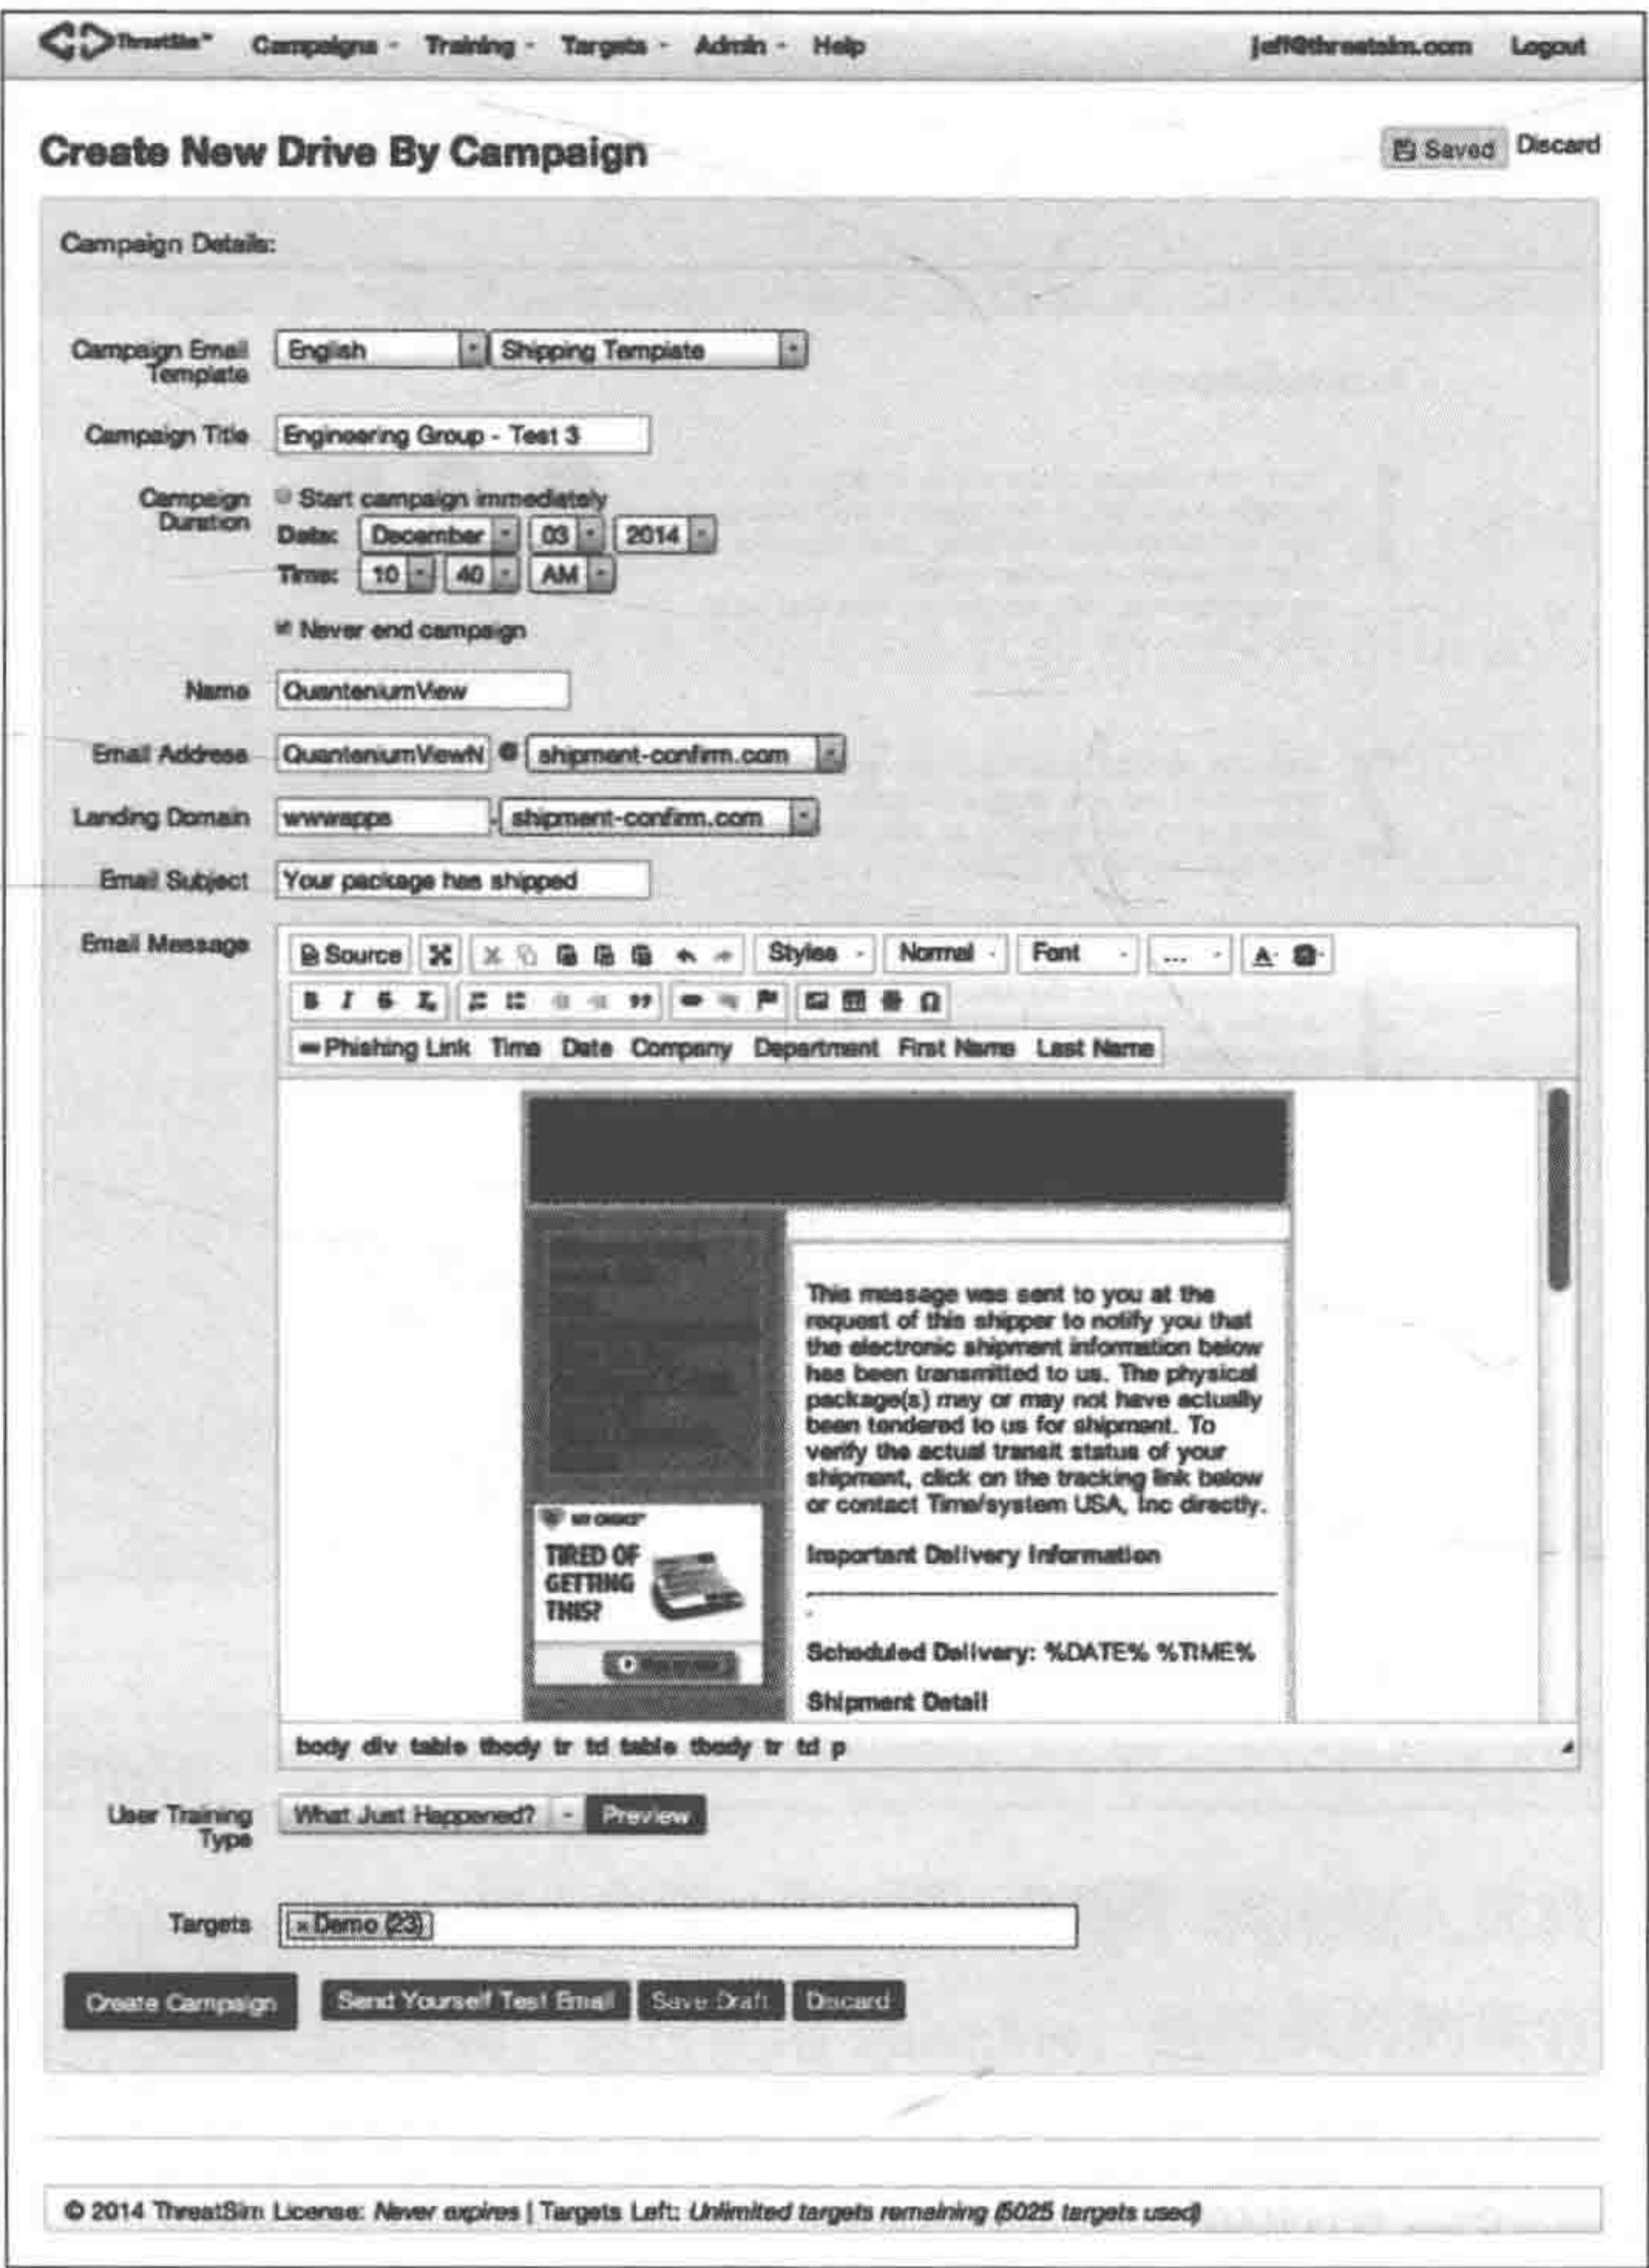 ThreatSim™ Campaigns - Training - Targets - Admin - Help jeff@threatsim.com Logout
Create New Drive By Campaign Saved Discard
Campaign Details:
Campaign Email Template English Shipping Template
Campaign Title Engineering Group - Test 3
Campaign Duration Start campaign immediately
Date: December 03 2014
Time: 10 40 AM
Never end campaign
Name QuanteniumView
Email Address QuanteniumViewN @ shipment-confirm.com
Landing Domain wwwapps . shipment-confirm.com
Email Subject Your package has shipped
Email Message Source Styles Normal Font ... A
B I S Tx Ω
Phishing Link Time Date Company Department First Name Last Name
This message was sent to you at the
request of this shipper to notify you that
the electronic shipment information below
has been transmitted to us. The physical
package(s) may or may not have actually
been tendered to us for shipment. To
verify the actual transit status of your
shipment, click on the tracking link below
or contact Time/system USA, Inc directly.
MY CHOICE™
TIRED OF
GETTING
THIS?
Important Delivery Information
Scheduled Delivery: %DATE% %TIME%
Shipment Detail
body div table tbody tr td table tbody tr td p
User Training Type What Just Happened? Preview
Targets × Demo (23)
Create Campaign Send Yourself Test Email Save Draft Discard
© 2014 ThreatSim License: Never expires | Targets Left: Unlimited targets remaining (5025 targets used)